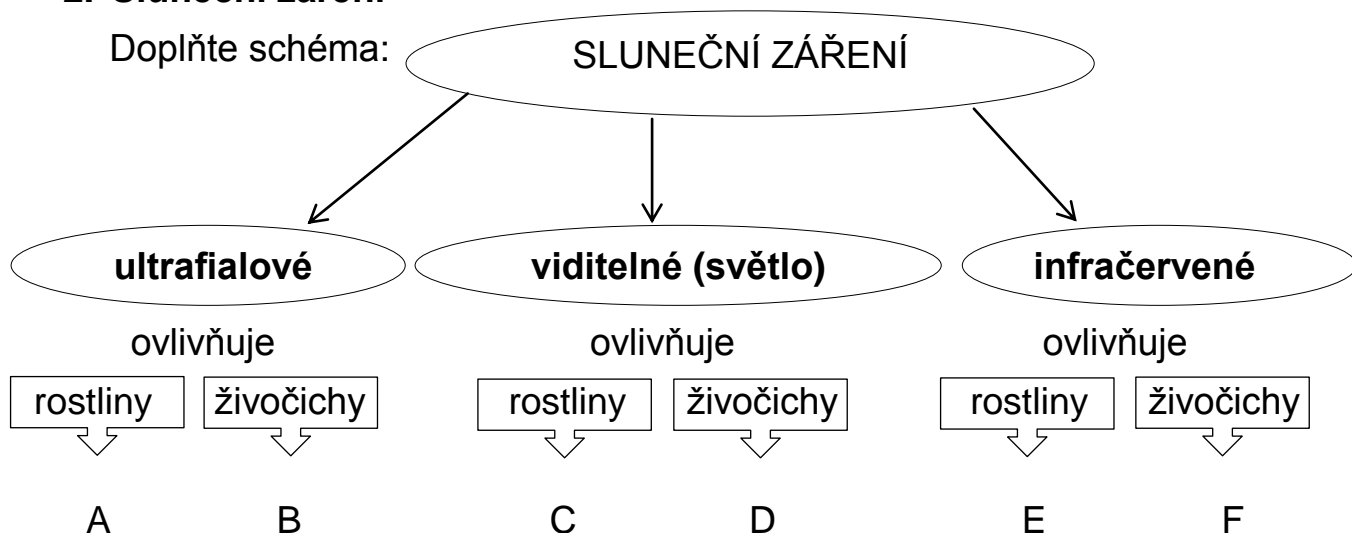 Doplňte schéma:
SLUNEČNÍ ZÁŘENÍ
ultrafialové viditelné (světlo) infračervené
ovlivňuje ovlivňuje ovlivňuje
rostliny živočichy rostliny živočichy rostliny živočichy
A B C D E F